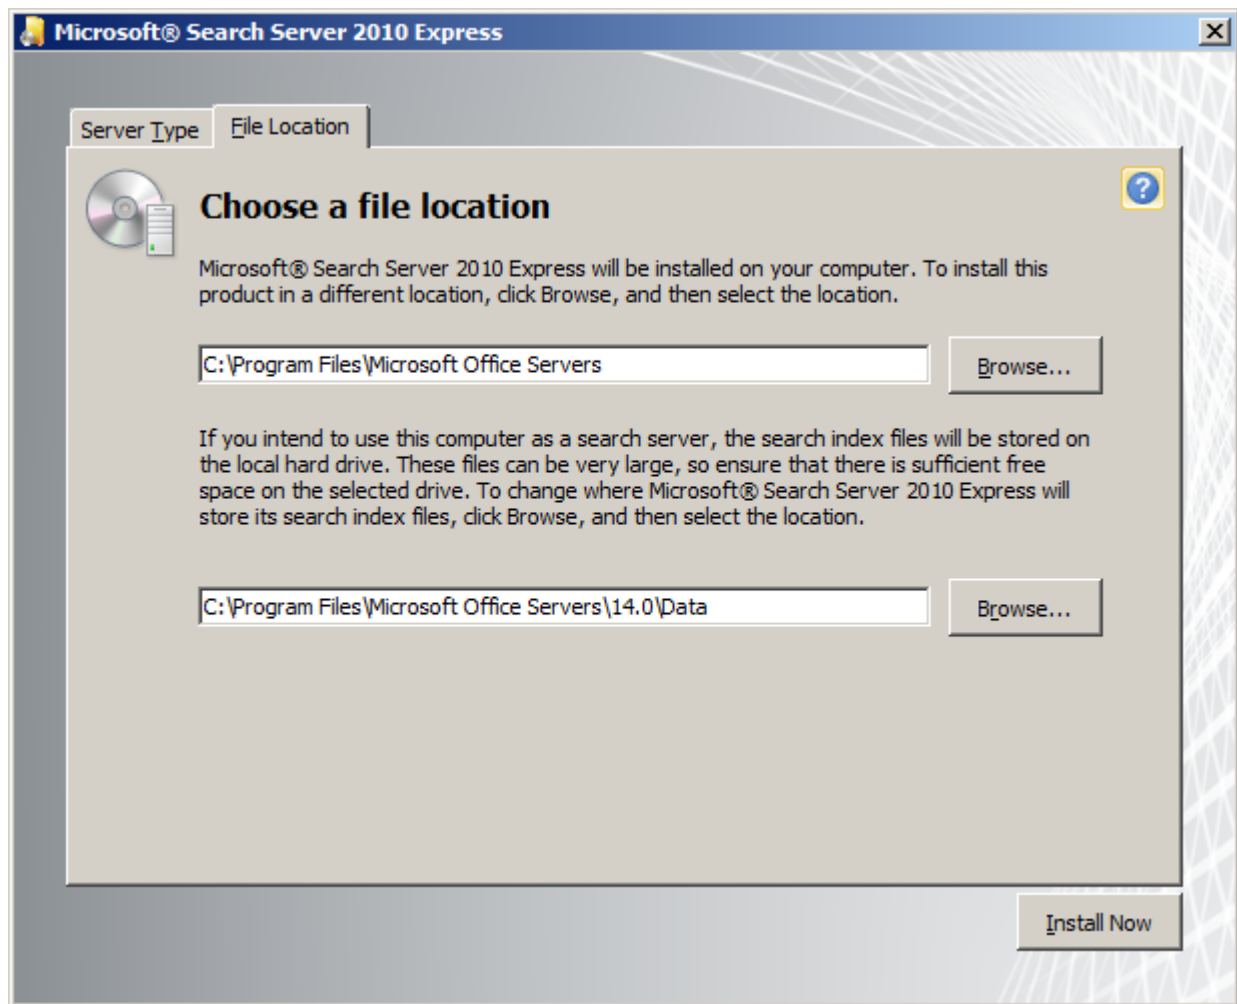 Microsoft® Search Server 2010 Express
Server Type File Location
Choose a file location
Microsoft® Search Server 2010 Express will be installed on your computer. To install this
product in a different location, click Browse, and then select the location.
C:\Program Files\Microsoft Office Servers
Browse...
If you intend to use this computer as a search server, the search index files will be stored on
the local hard drive. These files can be very large, so ensure that there is sufficient free
space on the selected drive. To change where Microsoft® Search Server 2010 Express will
store its search index files, click Browse, and then select the location.
C:\Program Files\Microsoft Office Servers\14.0\Data
Browse...
Install Now